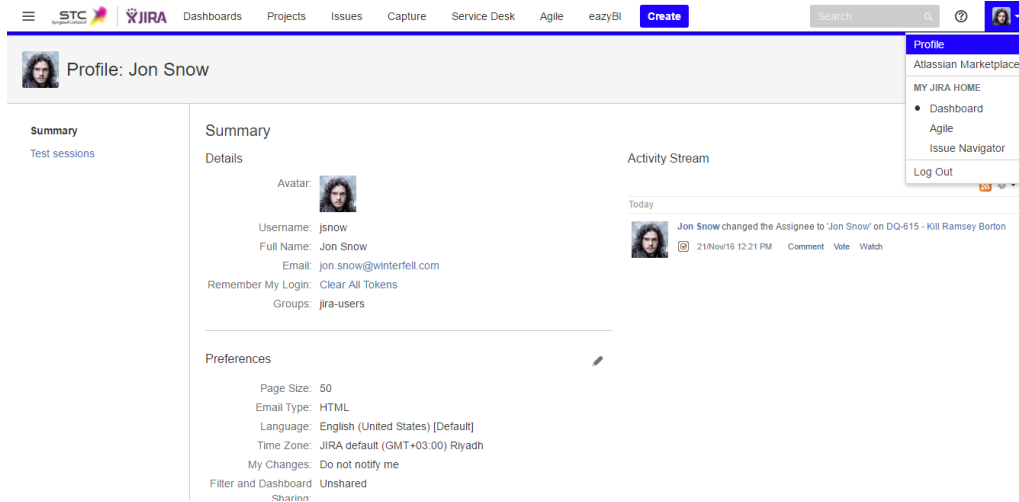 STC
JIRA
Dashboards
Projects
Issues
Capture
Service Desk
Agile
eazyBI
Create
Search
Profile
Atlassian Marketplace
MY JIRA HOME
Dashboard
Agile
Issue Navigator
Log Out
Profile: Jon Snow
Summary
Test sessions
Summary
Details
Avatar:
Username: jsnow
Full Name: Jon Snow
Email: jon.snow@winterfell.com
Remember My Login: Clear All Tokens
Groups: jira-users
Preferences
Page Size: 50
Email Type: HTML
Language: English (United States) [Default]
Time Zone: JIRA default (GMT+03:00) Riyadh
My Changes: Do not notify me
Filter and Dashboard Unshared
Sharing:
Activity Stream
Today
Jon Snow changed the Assignee to 'Jon Snow' on DQ-615 - Kill Ramsey Borton
21/Nov/16 12:21 PM Comment Vote Watch